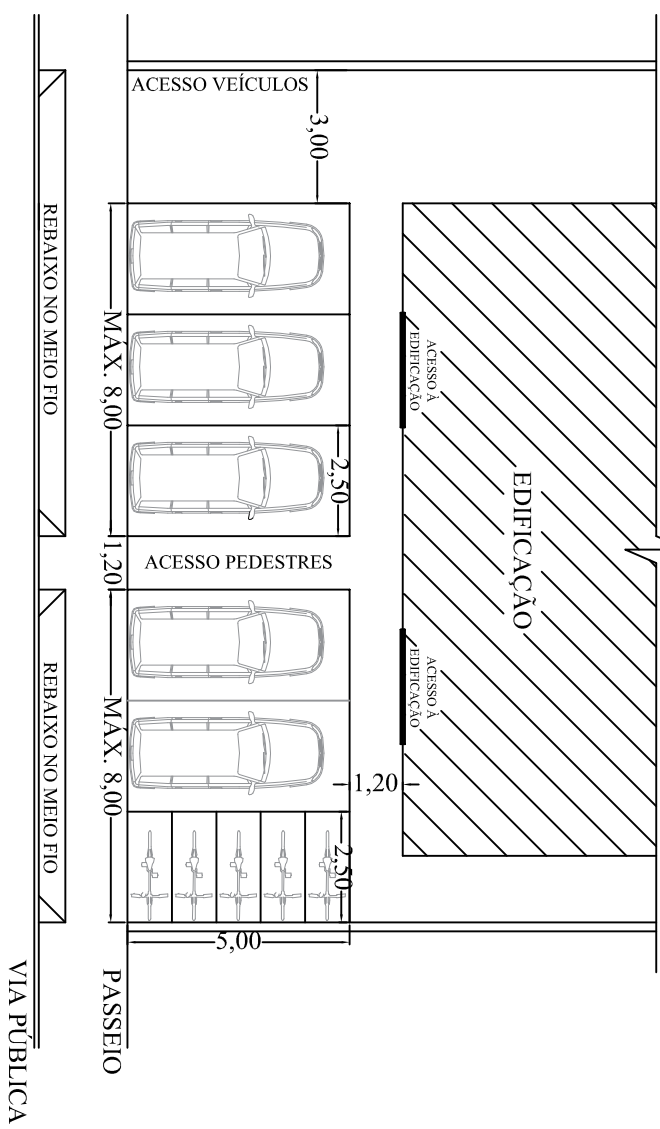 ACESSO VEÍCULOS
3,00
REBAIXO NO MEIO FIO
MÁX. 8,00
ACESSO À
EDIFICAÇÃO
2,50
EDIFICAÇÃO
1,20
ACESSO PEDESTRES
REBAIXO NO MEIO FIO
MÁX. 8,00
ACESSO À
EDIFICAÇÃO
1,20
2,50
5,00
PASSEIO
VIA PÚBLICA